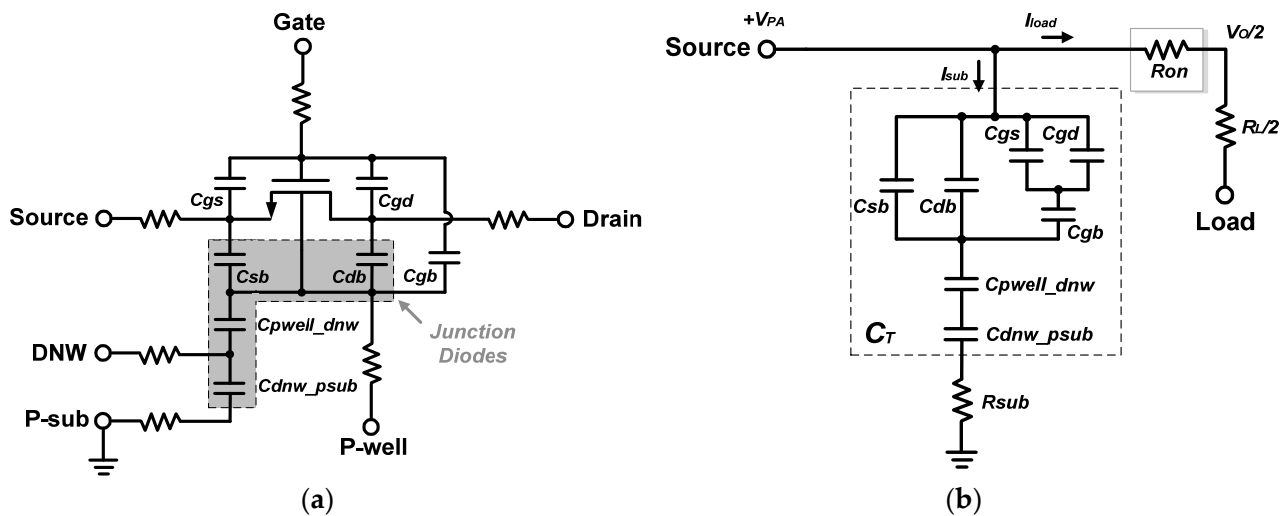 Gate
Cgs
Cgd
Source
Drain
Csb
Cdb
Cgb
Cpwell_dnw
Junction
Diodes
DNW
Cdnw_psub
P-sub
P-well
(a)
+VPA
Iload
VO/2
Source
Ron
Isub
RL/2
Cgs
Cgd
Csb
Cdb
Cgb
Load
Cpwell_dnw
CT
Cdnw_psub
Rsub
(b)